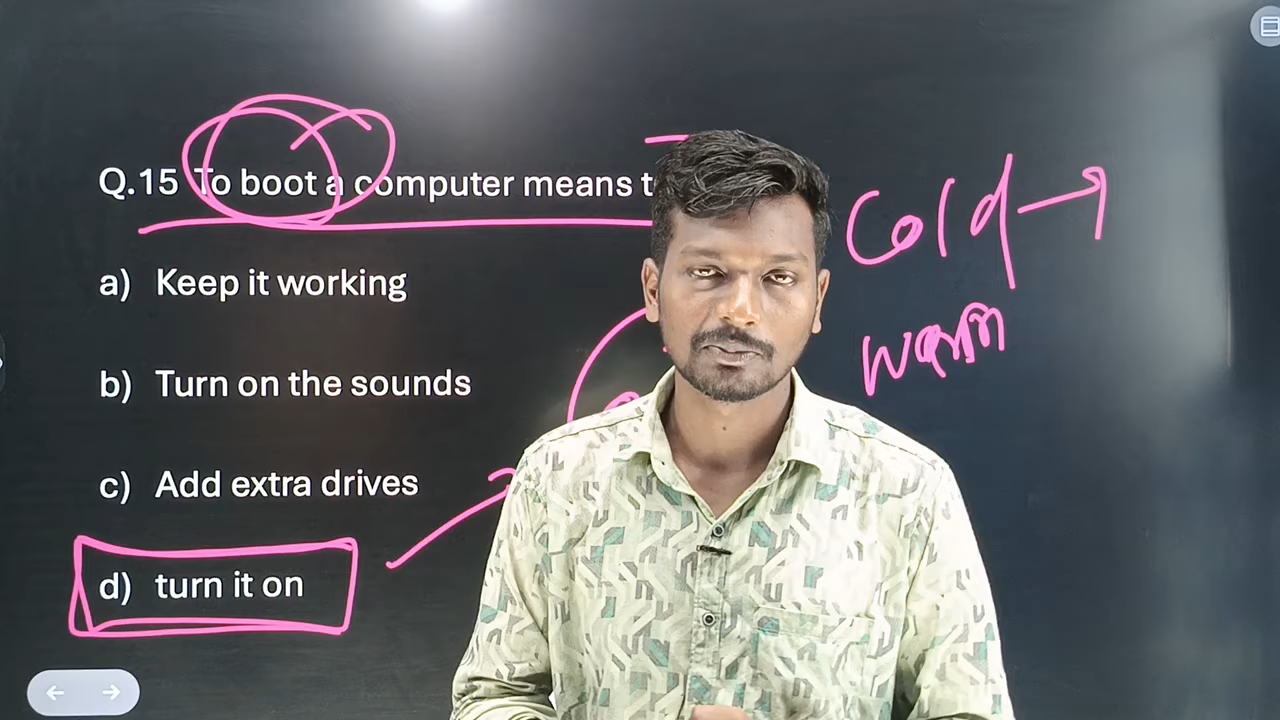 Q.15 To boot a computer means t
a) Keep it working
b) Turn on the sounds
c) Add extra drives
d) turn it on
Cold
warm